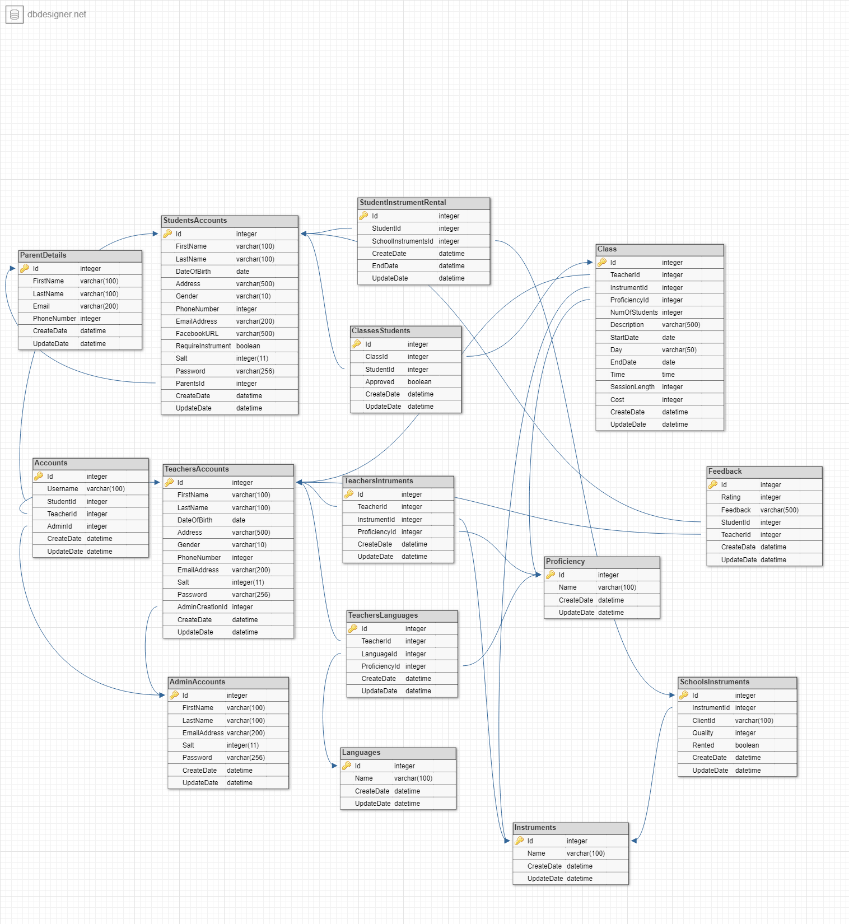 dbdesigner.net
StudentInstrumentRental
Id integer
StudentId integer
SchoolInstrumentsId integer
CreateDate datetime
EndDate datetime
UpdateDate datetime
StudentsAccounts
Id integer
FirstName varchar(100)
LastName varchar(100)
DateOfBirth date
Address varchar(500)
Gender varchar(10)
PhoneNumber integer
EmailAddress varchar(200)
FacebookURL varchar(500)
RequireInstrument boolean
Salt integer(11)
Password varchar(256)
ParentsId integer
CreateDate datetime
UpdateDate datetime
ParentDetails
Id integer
FirstName varchar(100)
LastName varchar(100)
Email varchar(200)
PhoneNumber integer
CreateDate datetime
UpdateDate datetime
Class
Id integer
TeacherId integer
InstrumentId integer
ProficiencyId integer
NumOfStudents integer
Description varchar(500)
StartDate date
Day varchar(50)
EndDate date
Time time
SessionLength integer
Cost integer
CreateDate datetime
UpdateDate datetime
ClassesStudents
Id integer
ClassId integer
StudentId integer
Approved boolean
CreateDate datetime
UpdateDate datetime
Accounts
Id integer
Username varchar(100)
StudentId integer
TeacherId integer
AdminId integer
CreateDate datetime
UpdateDate datetime
TeachersAccounts
Id integer
FirstName varchar(100)
LastName varchar(100)
DateOfBirth date
Address varchar(500)
Gender varchar(10)
PhoneNumber integer
EmailAddress varchar(200)
Salt integer(11)
Password varchar(256)
AdminCreationId integer
CreateDate datetime
UpdateDate datetime
TeachersIntruments
Id integer
TeacherId integer
InstrumentId integer
ProficiencyId integer
CreateDate datetime
UpdateDate datetime
Feedback
Id integer
Rating integer
Feedback varchar(500)
StudentId integer
TeacherId integer
CreateDate datetime
UpdateDate datetime
Proficiency
Id integer
Name varchar(100)
CreateDate datetime
UpdateDate datetime
TeachersLanguages
Id integer
TeacherId integer
LanguageId integer
ProficiencyId integer
CreateDate datetime
UpdateDate datetime
AdminAccounts
Id integer
FirstName varchar(100)
LastName varchar(100)
EmailAddress varchar(200)
Salt integer(11)
Password varchar(256)
CreateDate datetime
UpdateDate datetime
SchoolsInstruments
Id integer
InstrumentId integer
ClientId varchar(100)
Quality integer
Rented boolean
CreateDate datetime
UpdateDate datetime
Languages
Id integer
Name varchar(100)
CreateDate datetime
UpdateDate datetime
Instruments
Id integer
Name varchar(100)
CreateDate datetime
UpdateDate datetime